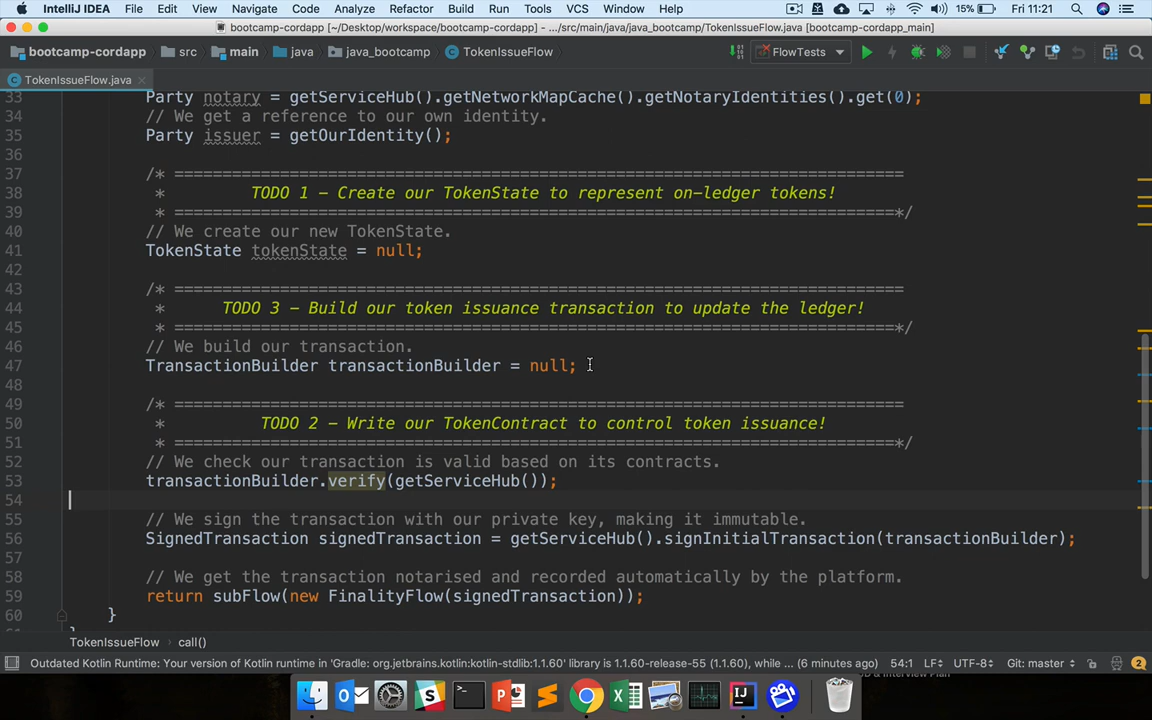 IntelliJ IDEA File Edit View Navigate Code Analyze Refactor Build Run Tools VCS Window Help 15% Fri 11:21
bootcamp-cordapp [~/Desktop/workspace/bootcamp-cordapp] - .../src/main/java/java_bootcamp/TokenIssueFlow.java [bootcamp-cordapp_main]
bootcamp-cordapp src main java java_bootcamp TokenIssueFlow FlowTests
TokenIssueFlow.java
33 Party notary = getServiceHub().getNetworkMapCache().getNotaryIdentities().get(0);
34 // We get a reference to our own identity.
35 Party issuer = getOurIdentity();
36
37 /* ============================================================================
38 * TODO 1 - Create our TokenState to represent on-ledger tokens!
39 * ===========================================================================*/
40 // We create our new TokenState.
41 TokenState tokenState = null;
42
43 /* ============================================================================
44 * TODO 3 - Build our token issuance transaction to update the ledger!
45 * ===========================================================================*/
46 // We build our transaction.
47 TransactionBuilder transactionBuilder = null;
48
49 /* ============================================================================
50 * TODO 2 - Write our TokenContract to control token issuance!
51 * ===========================================================================*/
52 // We check our transaction is valid based on its contracts.
53 transactionBuilder.verify(getServiceHub());
54
55 // We sign the transaction with our private key, making it immutable.
56 SignedTransaction signedTransaction = getServiceHub().signInitialTransaction(transactionBuilder);
57
58 // We get the transaction notarised and recorded automatically by the platform.
59 return subFlow(new FinalityFlow(signedTransaction));
60 }
}
TokenIssueFlow call()
Outdated Kotlin Runtime: Your version of Kotlin runtime in 'Gradle: org.jetbrains.kotlin:kotlin-stdlib:1.1.60' library is 1.1.60-release-55 (1.1.60), while ... (6 minutes ago) 54:1 LF UTF-8 Git: master 2
& Interview Plan